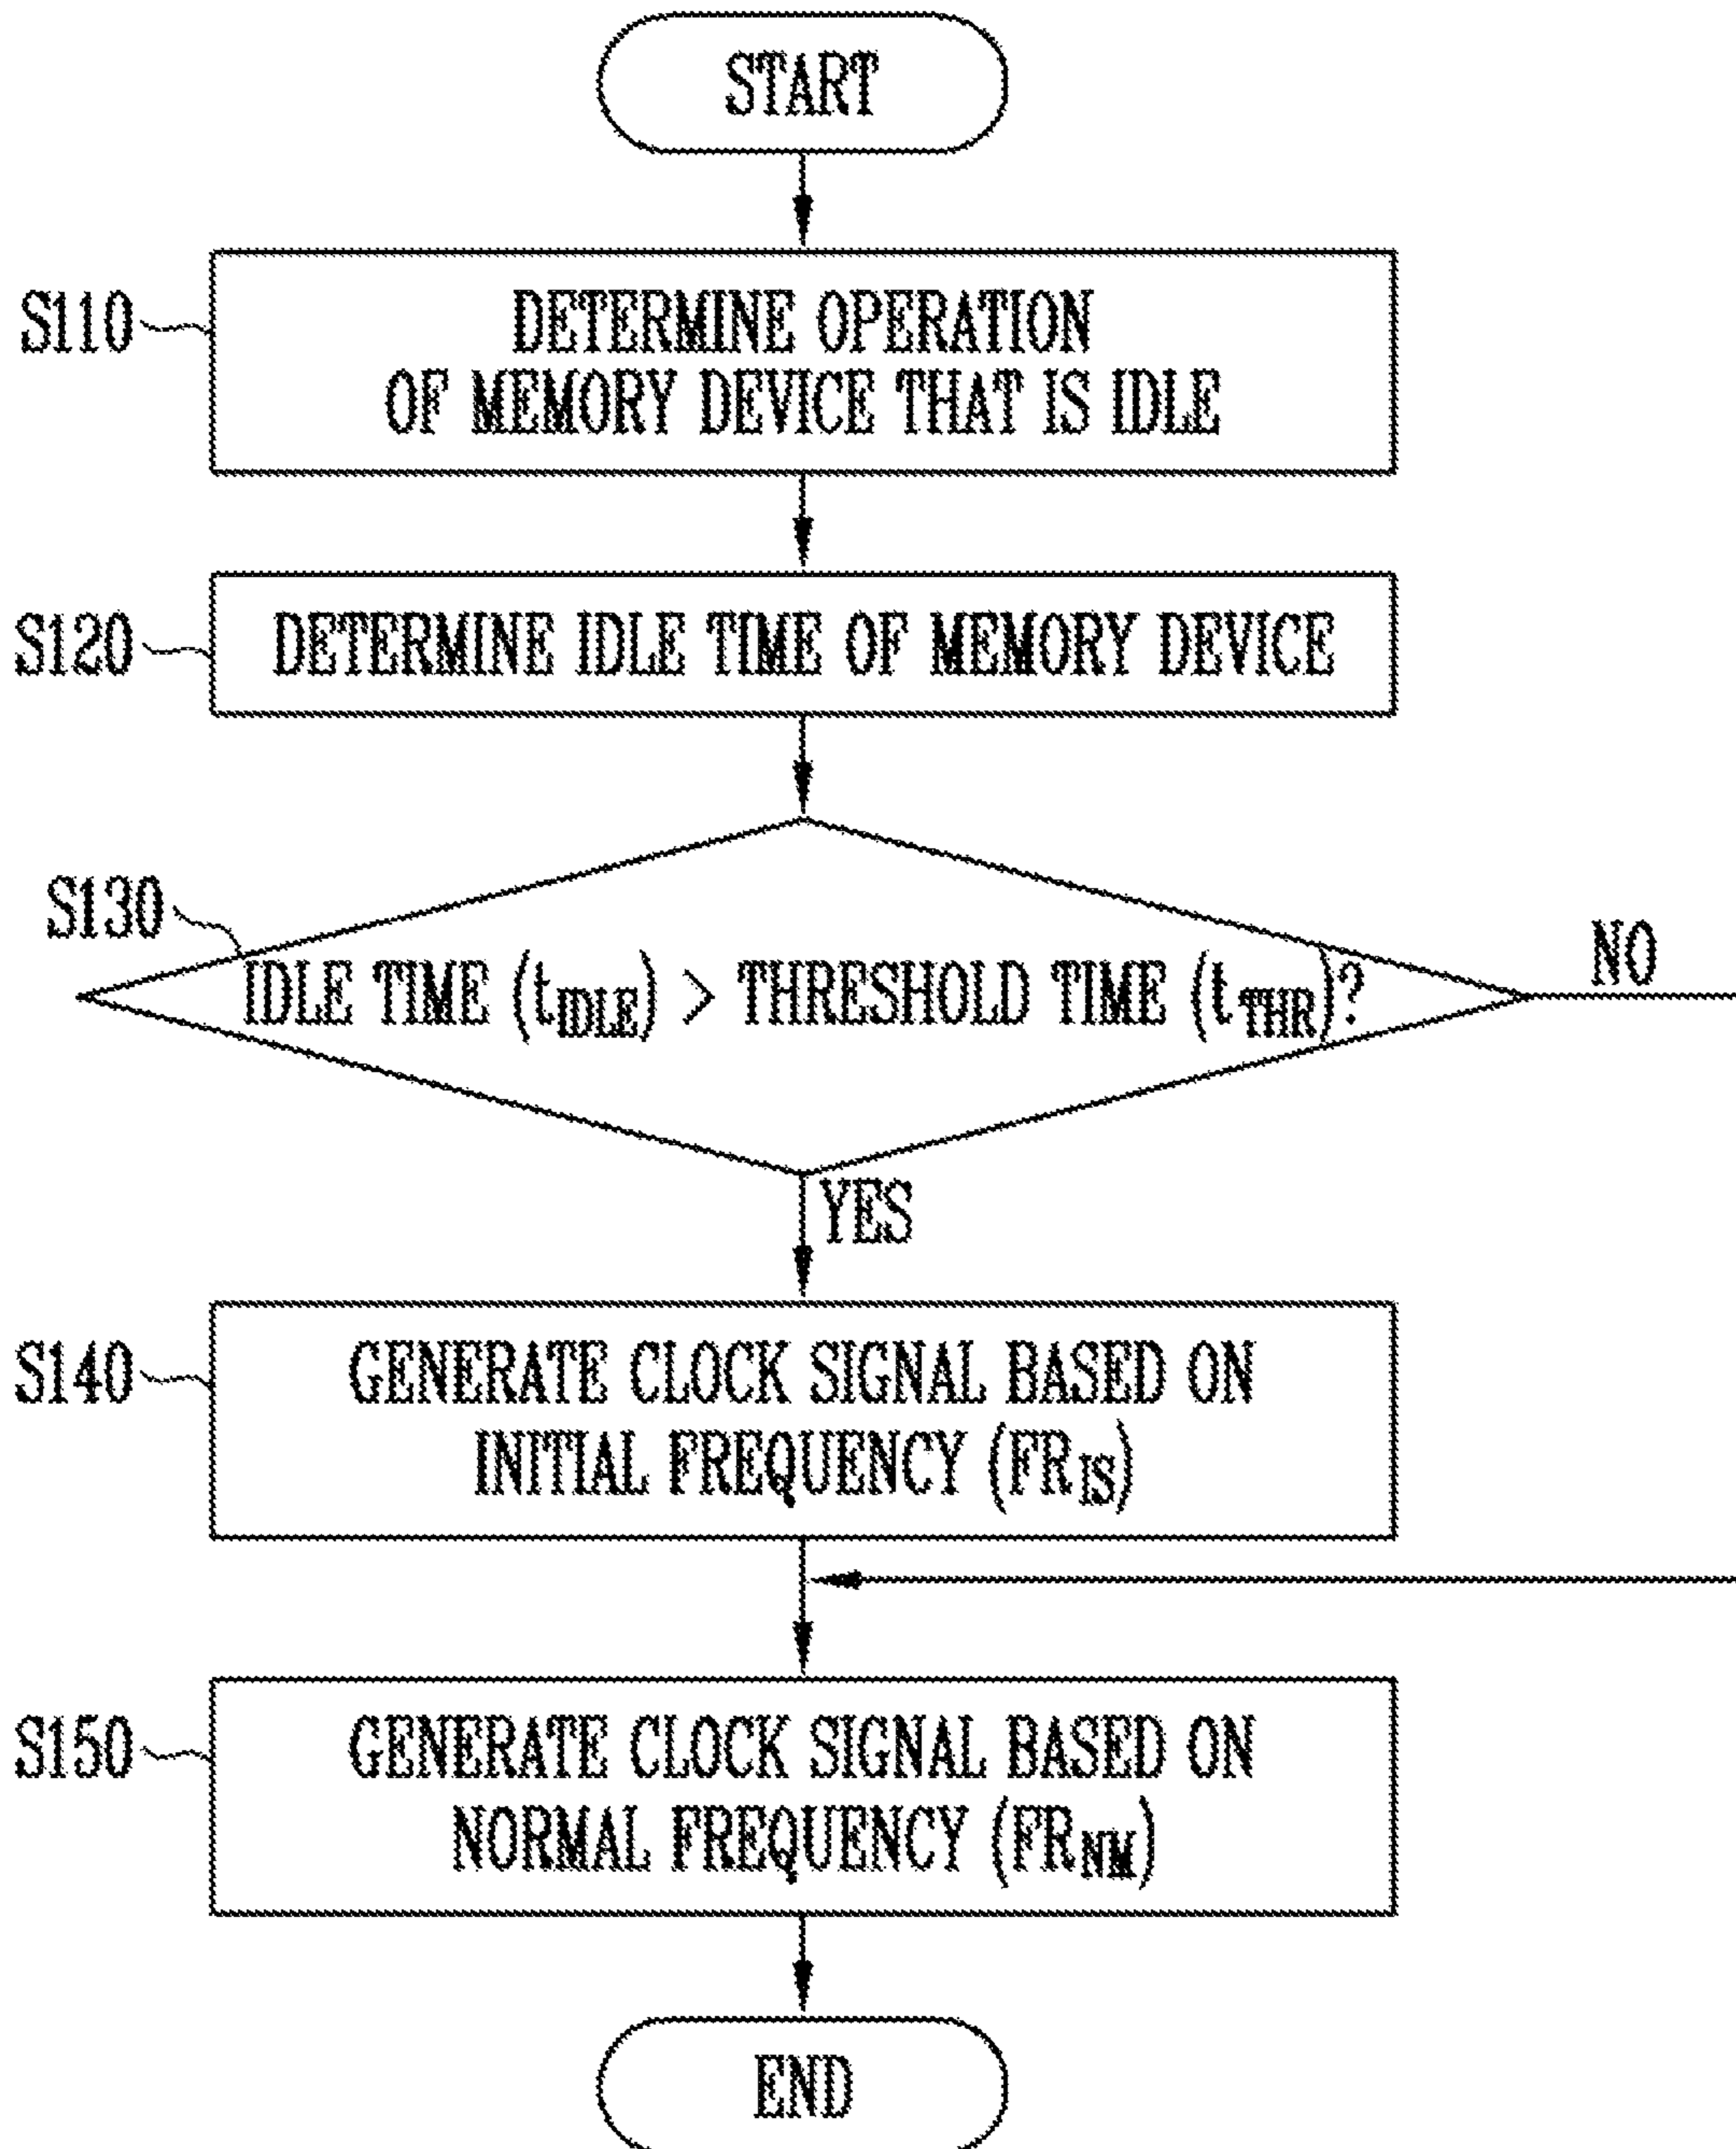 START
S110
DETERMINE OPERATION
OF MEMORY DEVICE THAT IS IDLE
S120
DETERMINE IDLE TIME OF MEMORY DEVICE
S130
IDLE TIME (tIDLE) > THRESHOLD TIME (tTHR)?
NO
YES
S140
GENERATE CLOCK SIGNAL BASED ON
INITIAL FREQUENCY (FRIS)
S150
GENERATE CLOCK SIGNAL BASED ON
NORMAL FREQUENCY (FRNM)
END